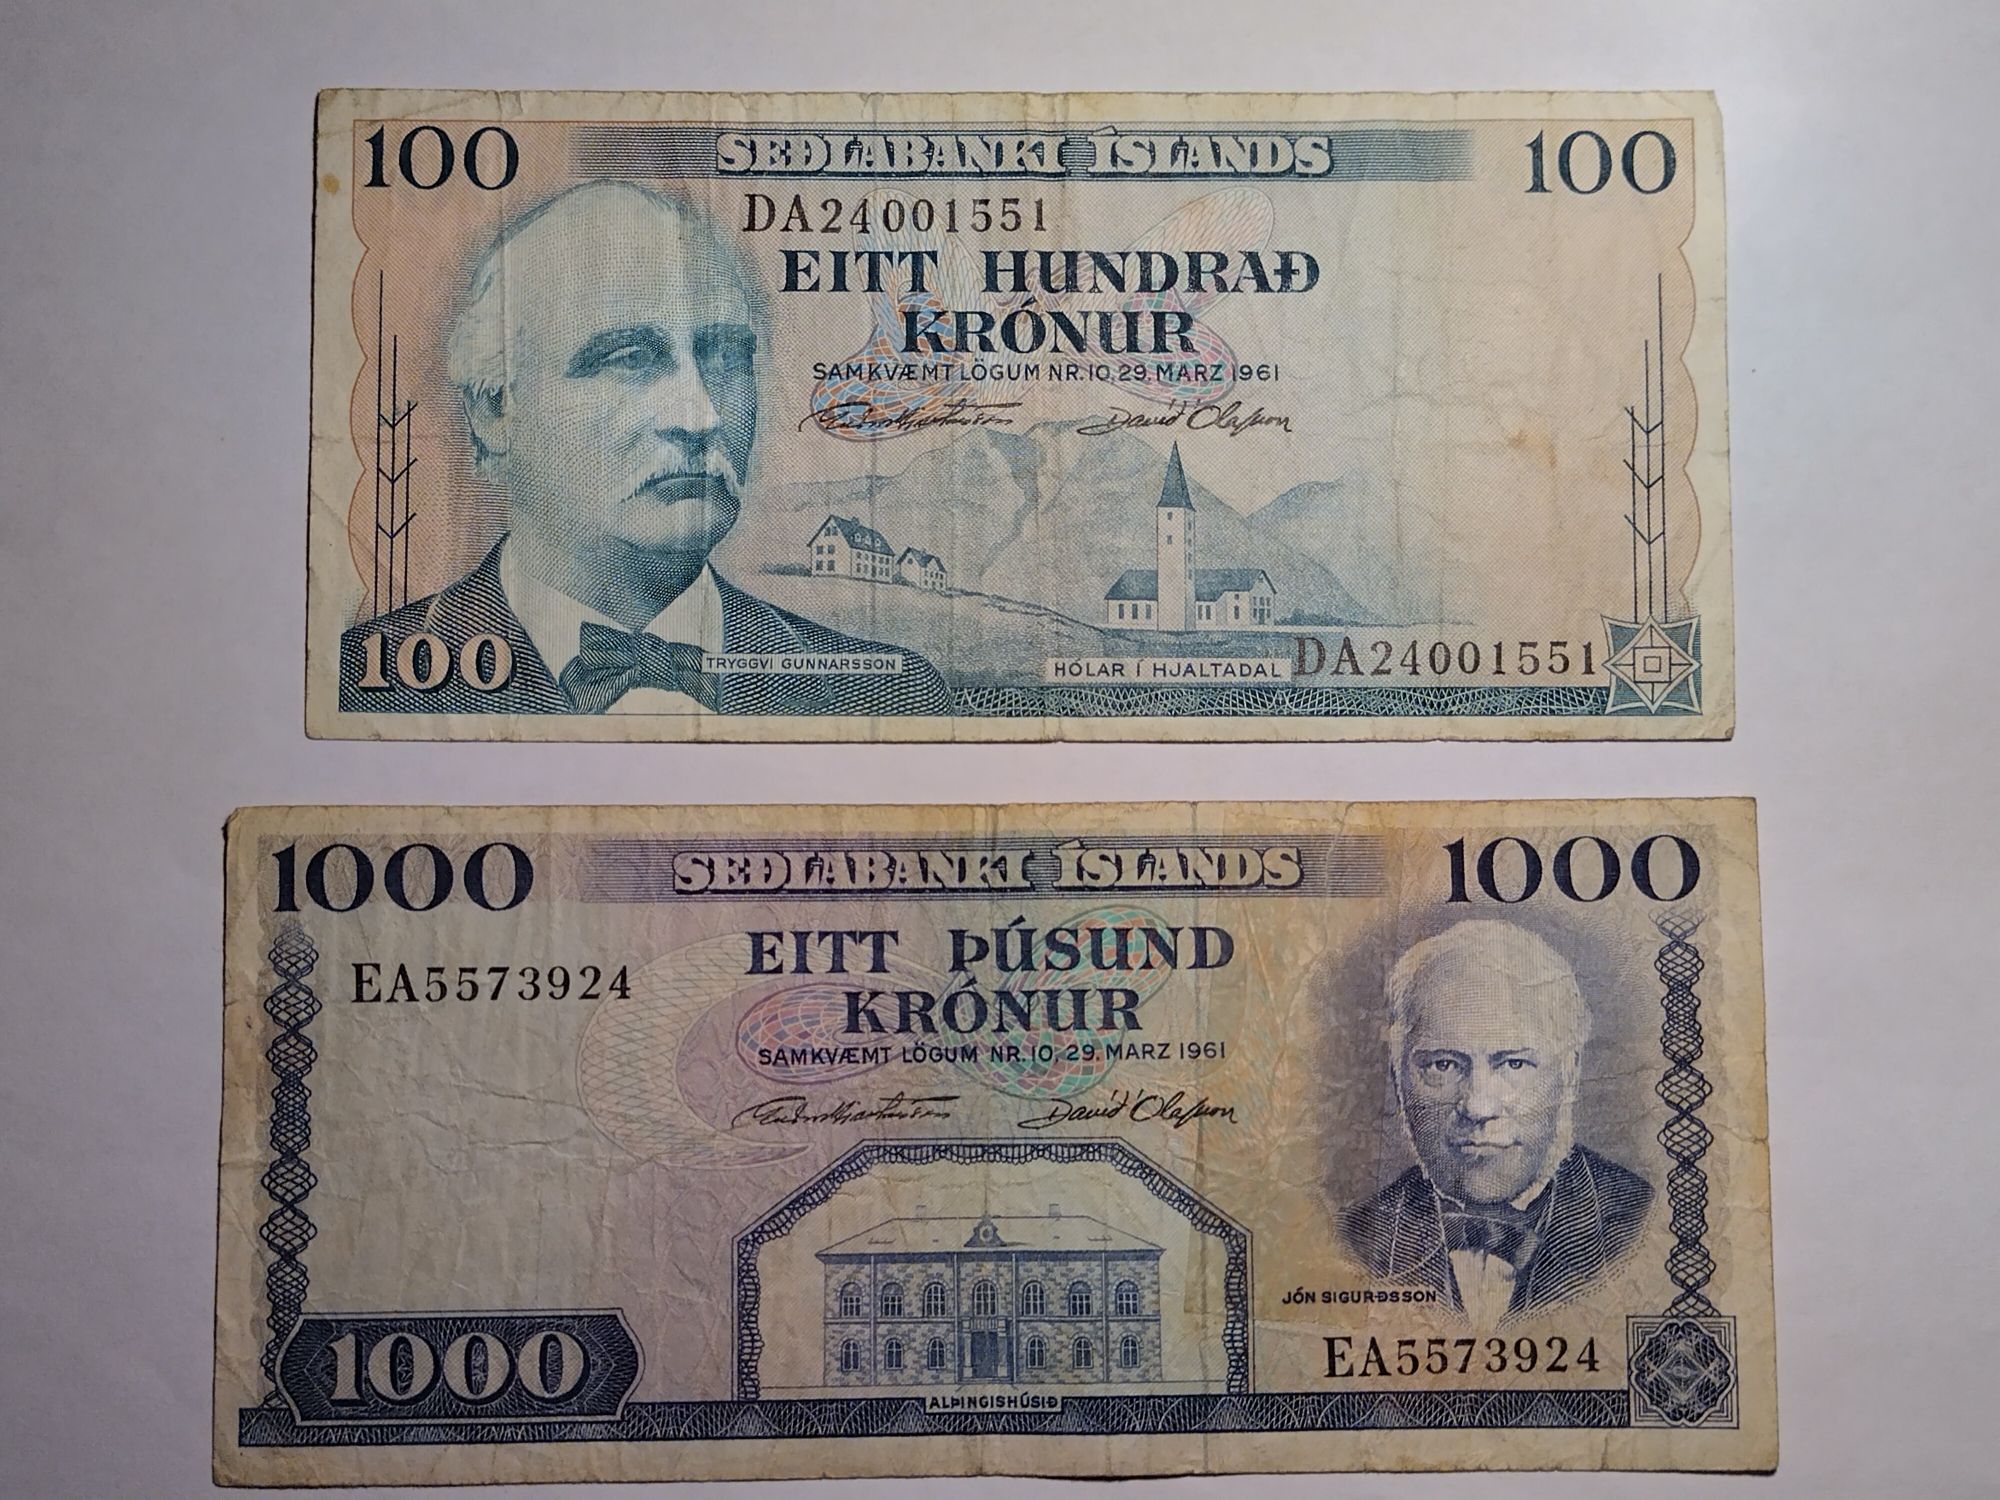 100 SEÐLABANKI ÍSLANDS 100
DA24001551
EITT HUNDRAÐ
KRÓNUR
SAMKVÆMT LÖGUM NR. 10, 29. MARZ 1961
Davíð Ólafsson
100 TRYGGVI GUNNARSSON HÓLAR Í HJALTADAL DA24001551
1000 SEÐLABANKI ÍSLANDS 1000
EITT ÞÚSUND
EA5573924
KRÓNUR
SAMKVÆMT LÖGUM NR. 10, 29. MARZ 1961
Davíð Ólafsson
JÓN SIGURÐSSON
1000 EA5573924
ALÞINGISHÚSIÐ